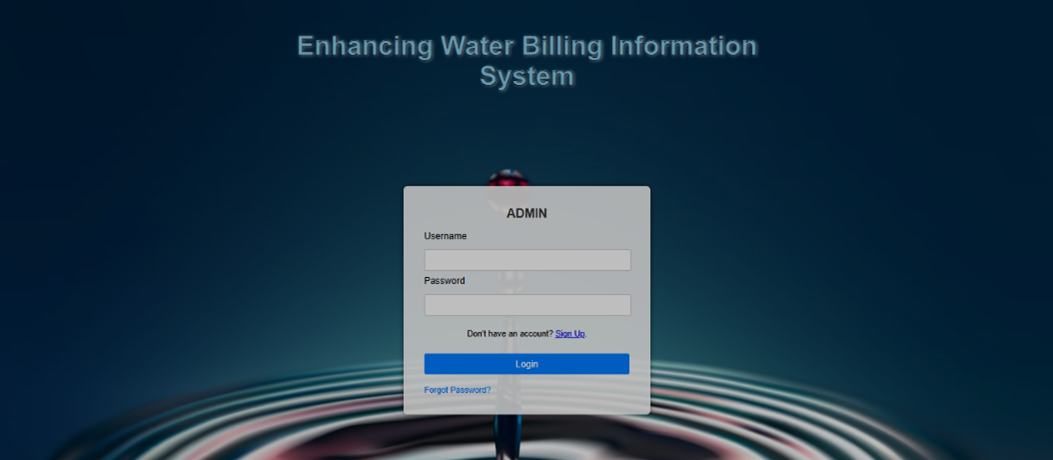 Enhancing Water Billing Information
System
ADMIN
Username
Password
Don't have an account? Sign Up.
Login
Forgot Password?